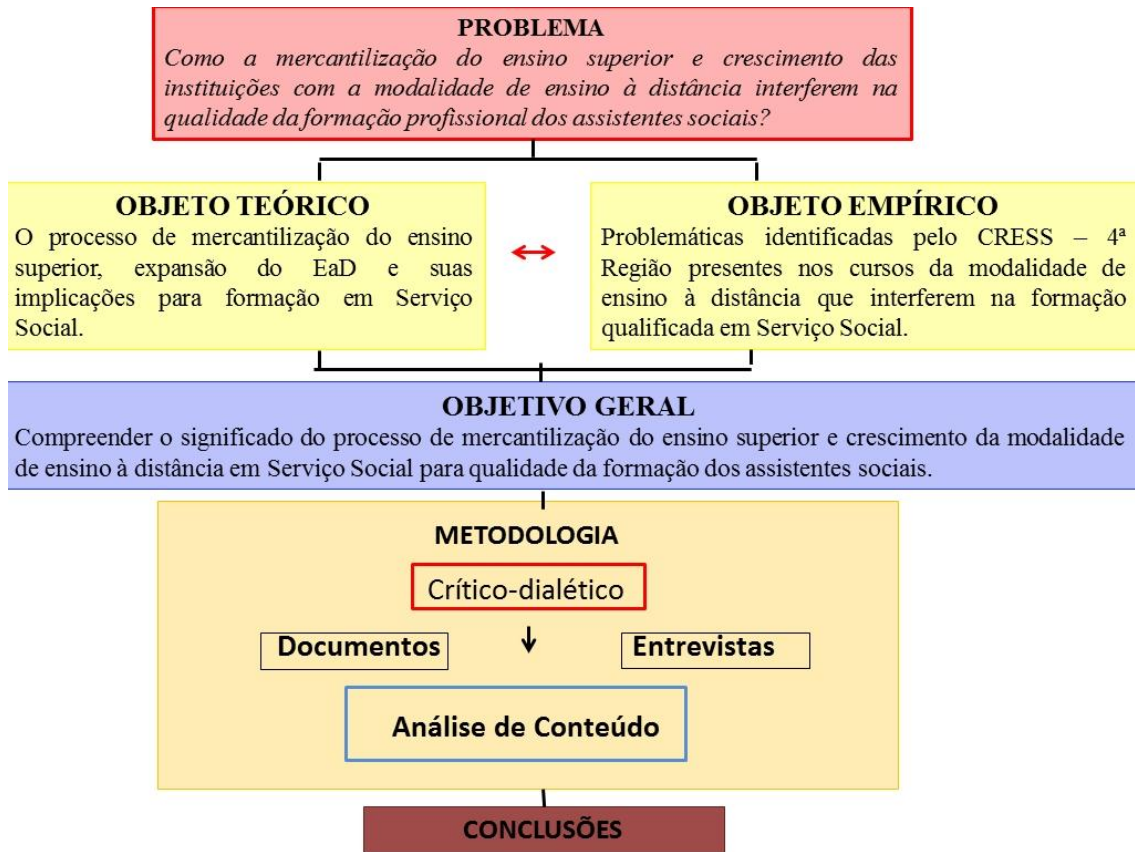 PROBLEMA
Como a mercantilização do ensino superior e crescimento das
instituições com a modalidade de ensino à distância interferem na
qualidade da formação profissional dos assistentes sociais?
OBJETO TEÓRICO
O processo de mercantilização do ensino
superior, expansão do EaD e suas
implicações para formação em Serviço
Social.
OBJETO EMPÍRICO
Problemáticas identificadas pelo CRESS – 4ª
Região presentes nos cursos da modalidade de
ensino à distância que interferem na formação
qualificada em Serviço Social.
OBJETIVO GERAL
Compreender o significado do processo de mercantilização do ensino superior e crescimento da modalidade
de ensino à distância em Serviço Social para qualidade da formação dos assistentes sociais.
METODOLOGIA
Crítico-dialético
Documentos
Entrevistas
Análise de Conteúdo
CONCLUSÕES